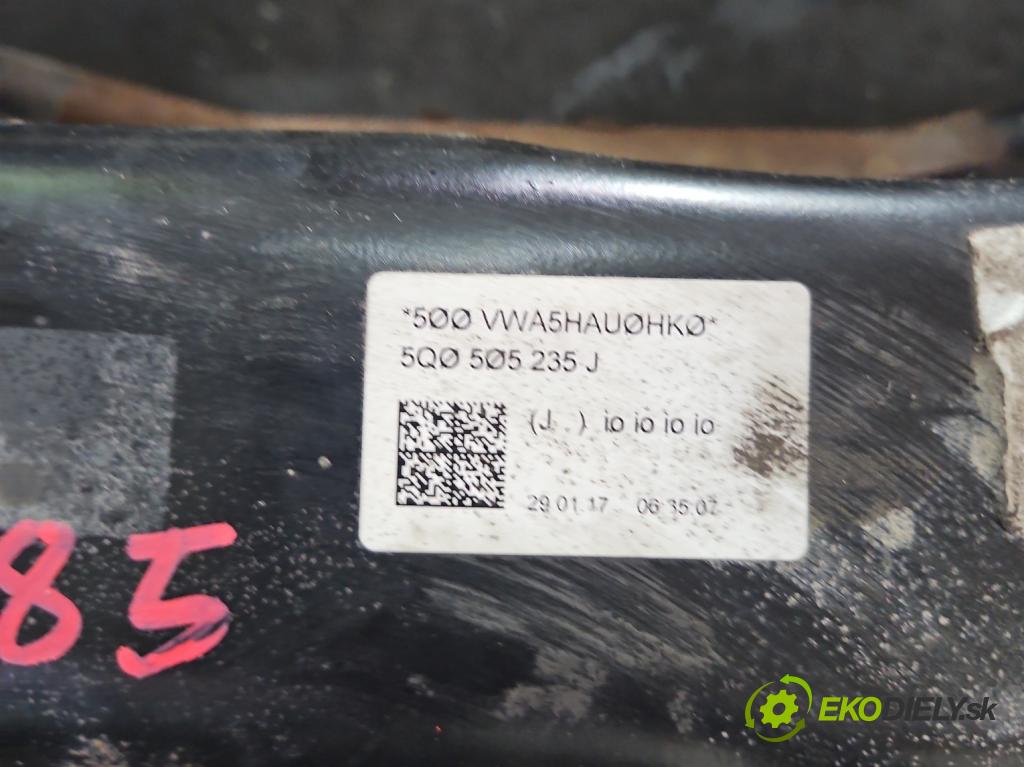 *5ØØ VWA5HAUØHKØ*
5QØ 5Ø5 235 J
(J . ) io io io io
29.01.17 06:35:07
85
EKODIELY.sk